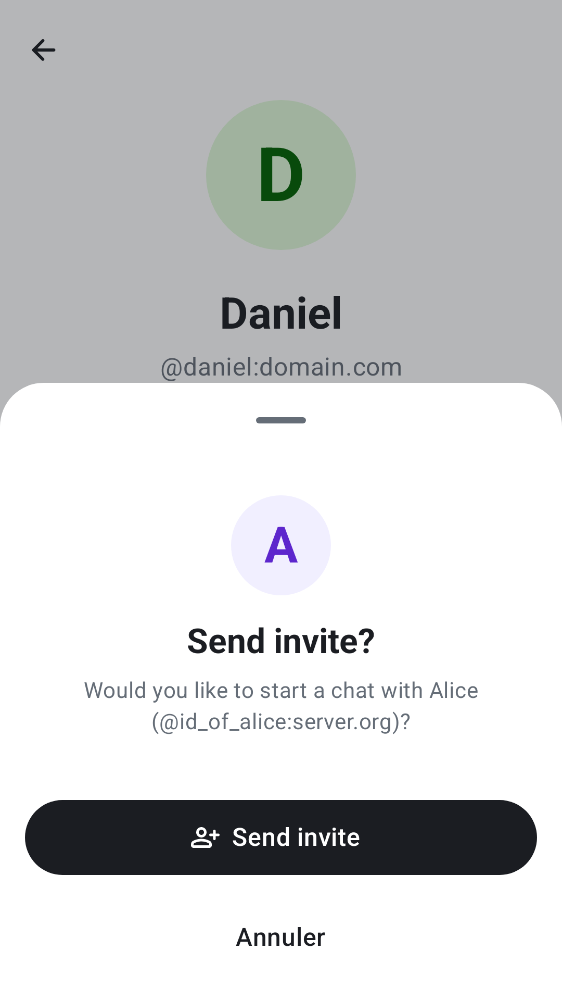 D
Daniel
@daniel:domain.com
A
Send invite?
Would you like to start a chat with Alice
(@id_of_alice:server.org)?
Send invite
Annuler